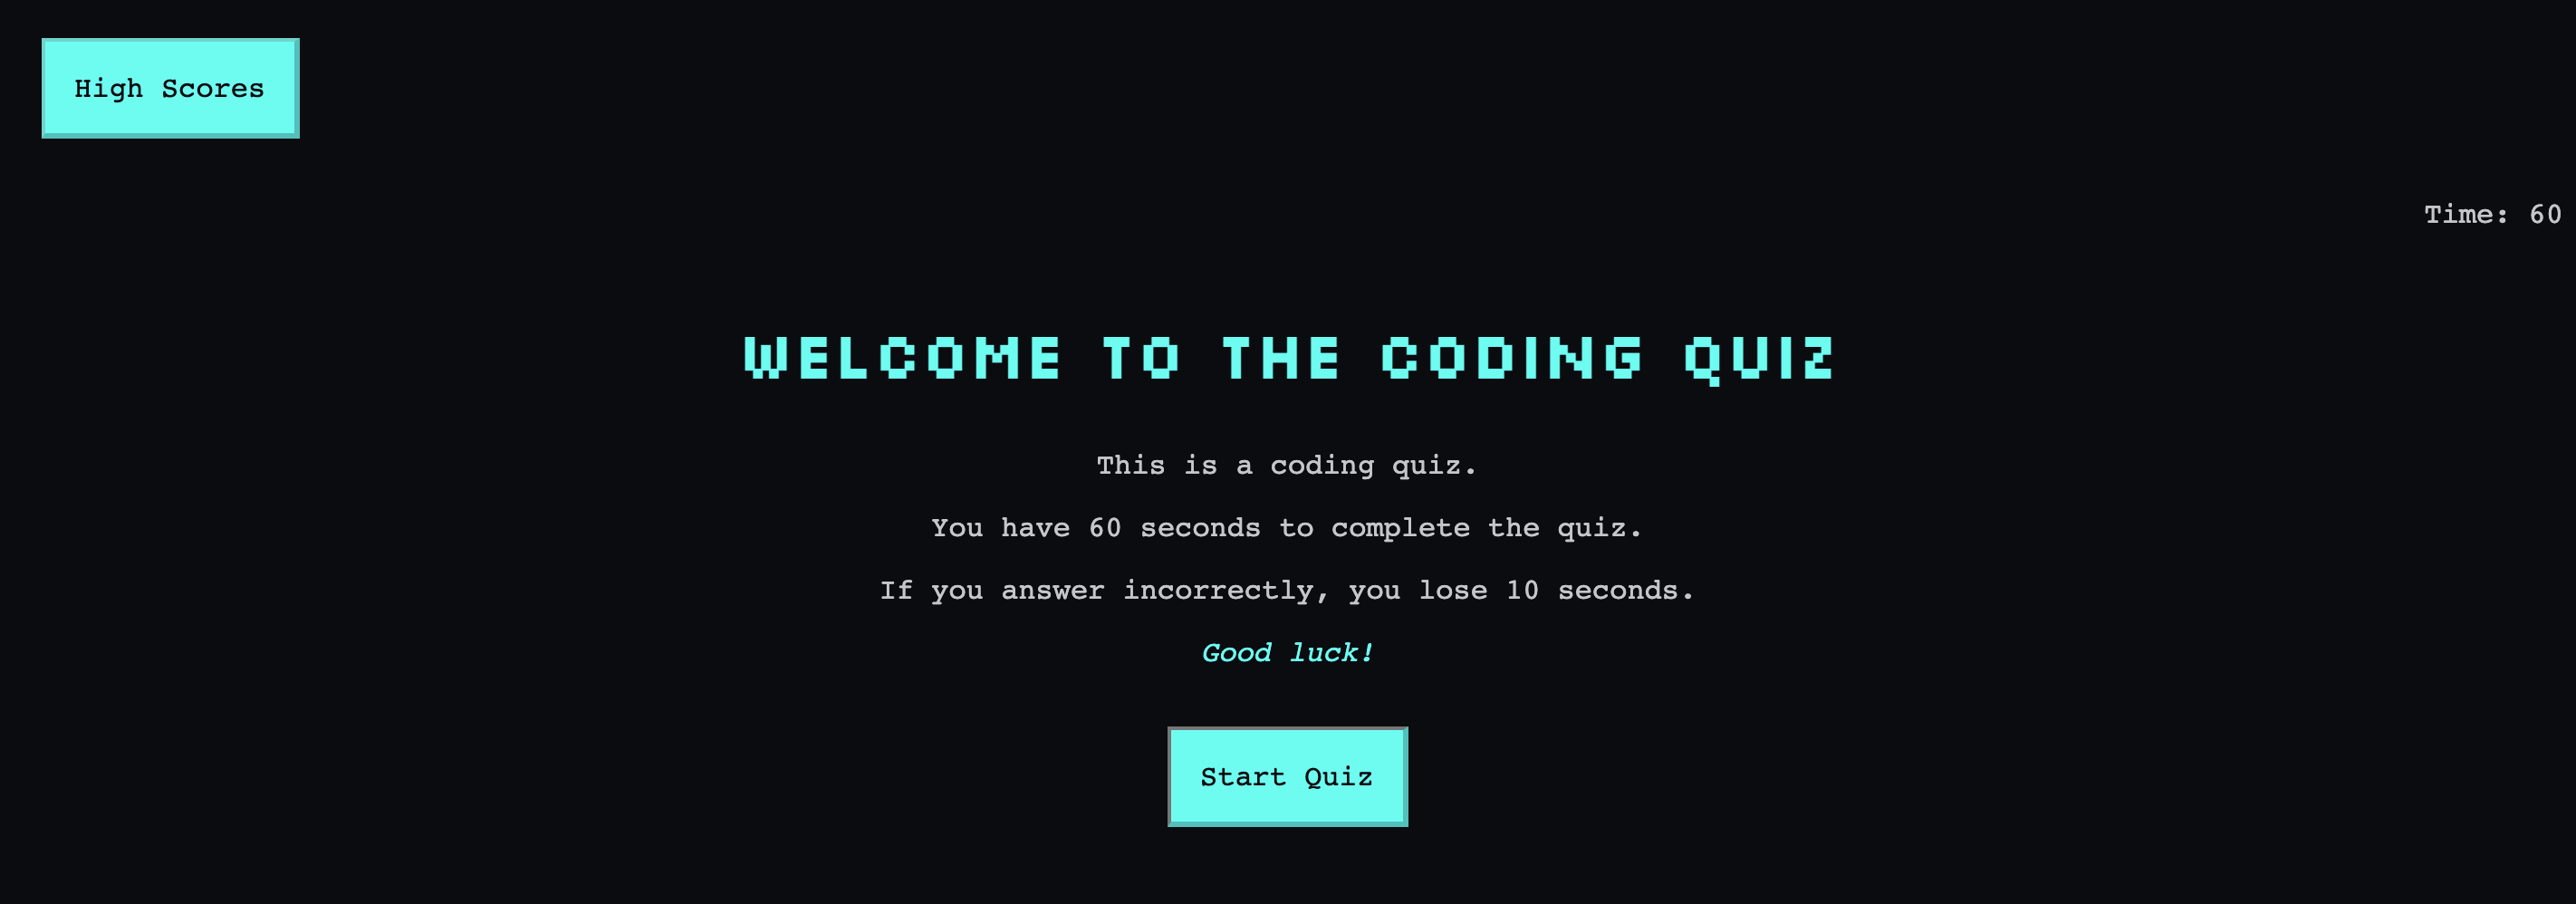 High Scores
Time: 60
WELCOME TO THE CODING QUIZ
This is a coding quiz.
You have 60 seconds to complete the quiz.
If you answer incorrectly, you lose 10 seconds.
Good luck!
Start Quiz